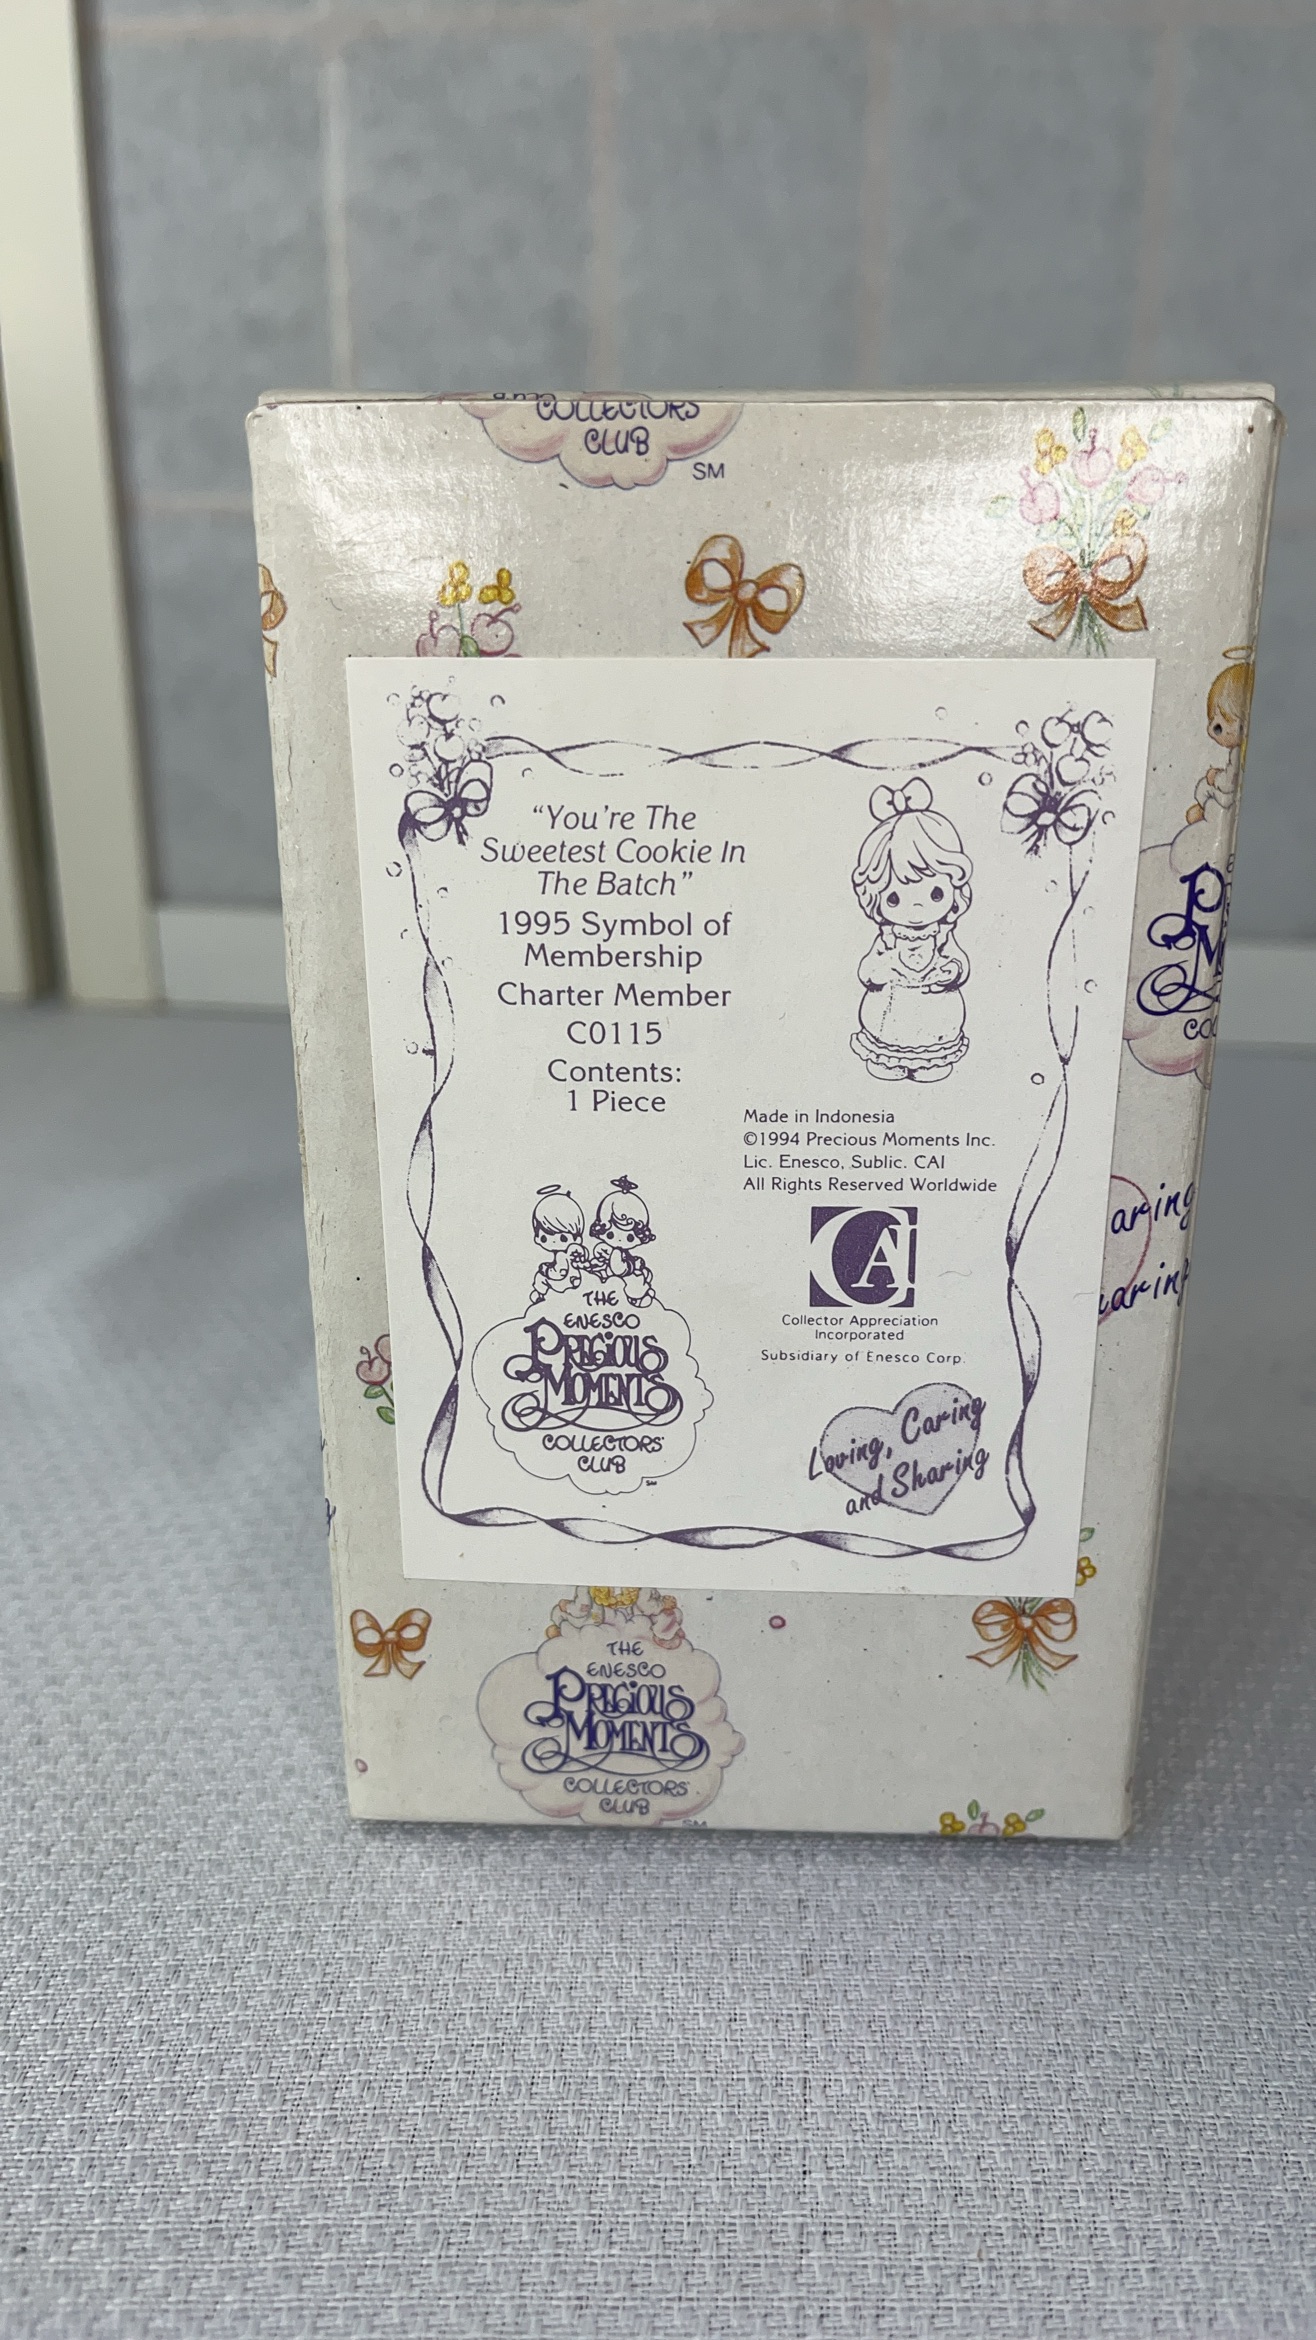 COLLECTORS
CLUB
SM
"You're The
Sweetest Cookie In
The Batch"
1995 Symbol of
Membership
Charter Member
C0115
Contents:
1 Piece
Made in Indonesia
©1994 Precious Moments Inc.
Lic. Enesco, Sublic. CAI
All Rights Reserved Worldwide
CAI
Collector Appreciation
Incorporated
Subsidiary of Enesco Corp.
THE
ENESCO
PRECIOUS
MOMENTS
COLLECTORS'
CLUB
SM
Loving, Caring
and Sharing
aring
aring
THE
ENESCO
PRECIOUS
MOMENTS
COLLECTORS'
CLUB
SM